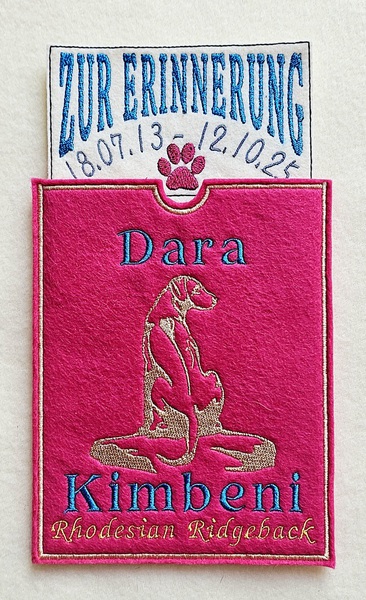 ZUR ERINNERUNG
18.07.13 - 12.10.25
Dara
Kimbeni
Rhodesian Ridgeback